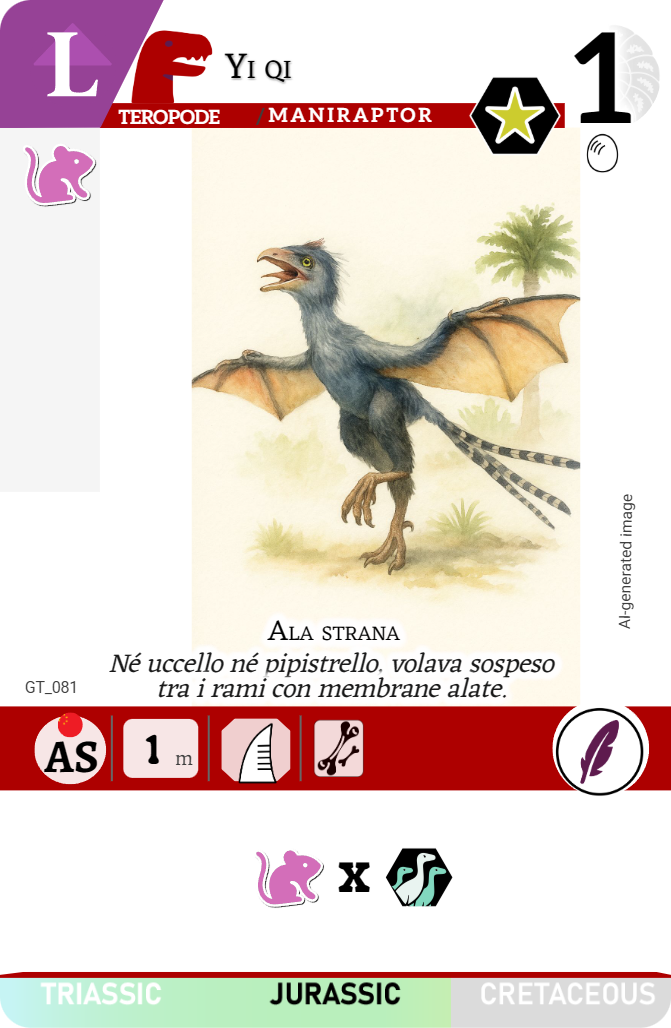 L
Yi qi
1
TEROPODE / MANIRAPTOR
AI-generated image
Ala strana
Né uccello né pipistrello, volava sospeso
tra i rami con membrane alate.
GT_081
AS
1 m
x
TRIASSIC JURASSIC CRETACEOUS